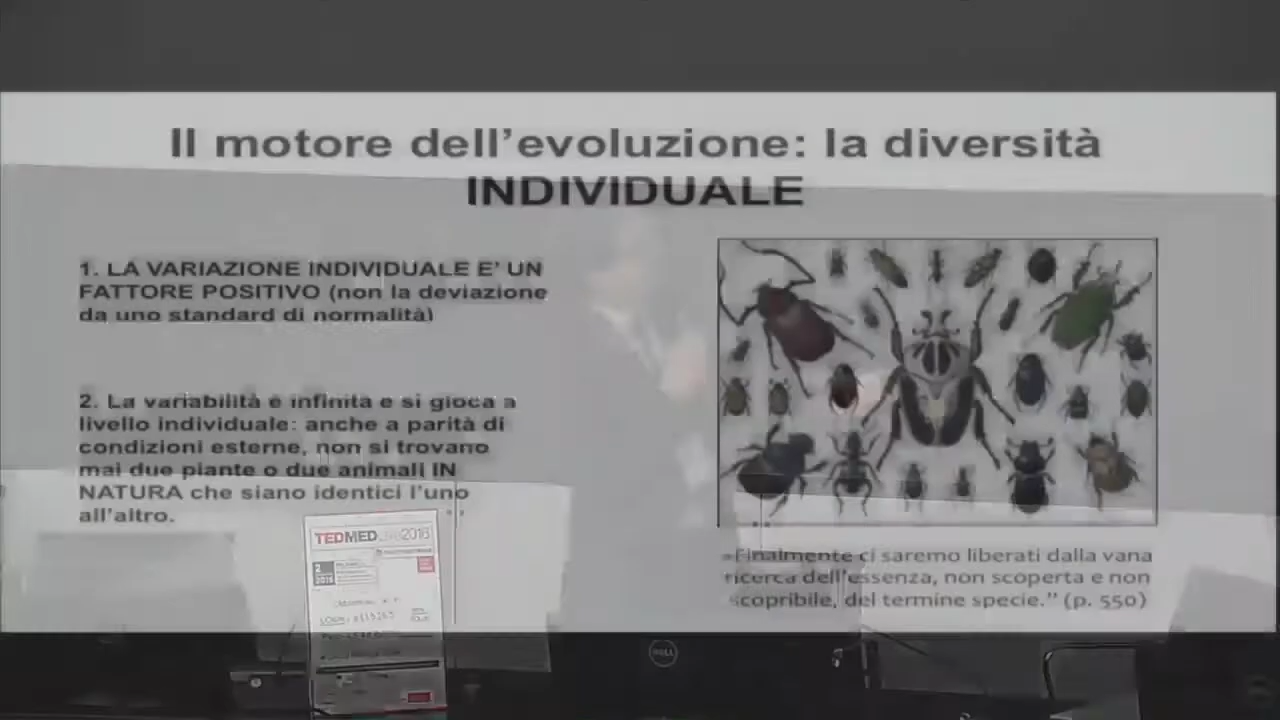 Il motore dell'evoluzione: la diversità
INDIVIDUALE
1. LA VARIAZIONE INDIVIDUALE E' UN
FATTORE POSITIVO (non la deviazione
da uno standard di normalità)
2. La variabilità e infinita e si gioca a
livello individuale: anche a parità di
condizioni esterne, non si trovano
mai due piante o due animali IN
NATURA che siano identici l'uno
all'altro.
«Finalmente ci saremo liberati dalla vana
ricerca dell'essenza, non scoperta e non
scopribile, del termine specie." (p. 550)
TEDMED LIVE 2016
2
2016
DELL